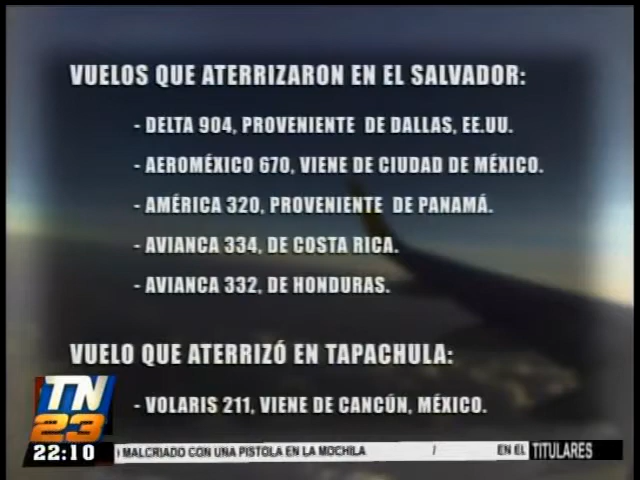 VUELOS QUE ATERRIZARON EN EL SALVADOR:
- DELTA 904, PROVENIENTE DE DALLAS, EE.UU.
- AEROMÉXICO 670, VIENE DE CIUDAD DE MÉXICO.
- AMÉRICA 320, PROVENIENTE DE PANAMÁ.
- AVIANCA 334, DE COSTA RICA.
- AVIANCA 332, DE HONDURAS.
VUELO QUE ATERRIZÓ EN TAPACHULA:
- VOLARIS 211, VIENE DE CANCÚN, MÉXICO.
TN
23
22:10 MALCRIADO CON UNA PISTOLA EN LA MOCHILA / EN EL TITULARES